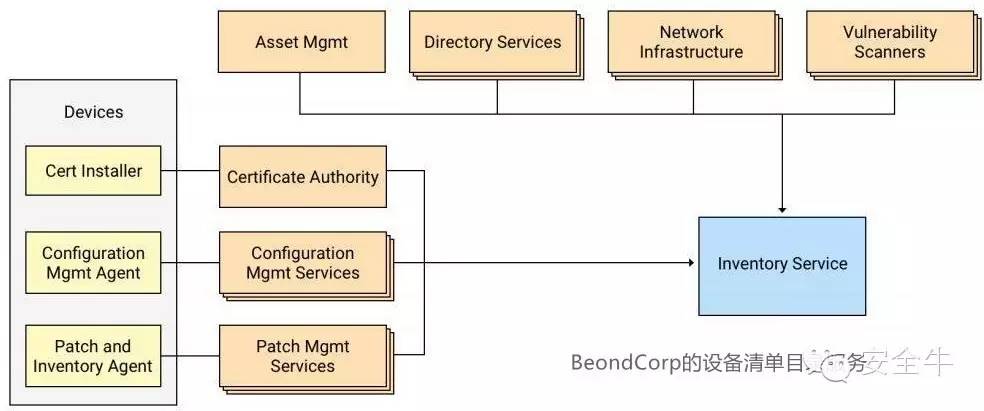 Asset Mgmt
Directory Services
Network
Infrastructure
Vulnerability
Scanners
Devices
Cert Installer
Certificate Authority
Configuration
Mgmt Agent
Configuration
Mgmt Services
Inventory Service
Patch and
Inventory Agent
Patch Mgmt
Services
BeondCorp的设备清单目 务
安全牛